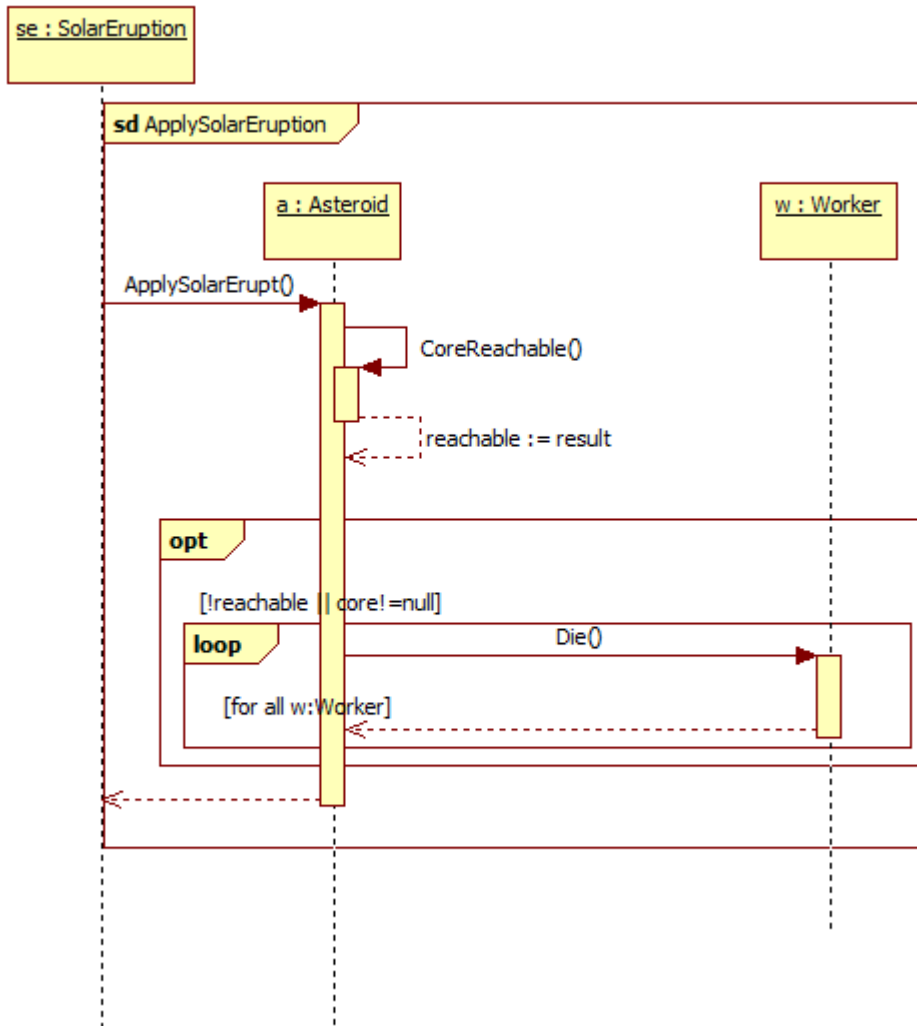 se : SolarEruption
sd ApplySolarEruption
a : Asteroid
w : Worker
ApplySolarErupt()
CoreReachable()
reachable := result
opt
[!reachable || core!=null]
loop
Die()
[for all w:Worker]